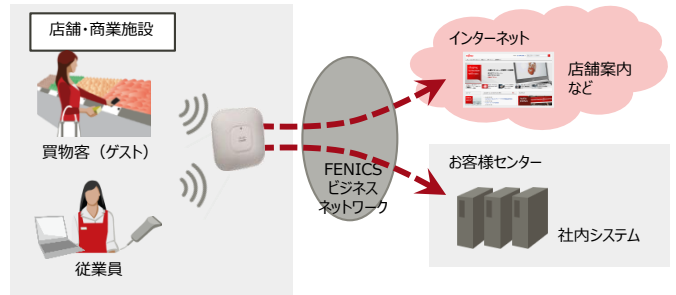 店舗・商業施設
買物客（ゲスト）
従業員
FENICS
ビジネス
ネットワーク
インターネット
店舗案内
など
お客様センター
社内システム